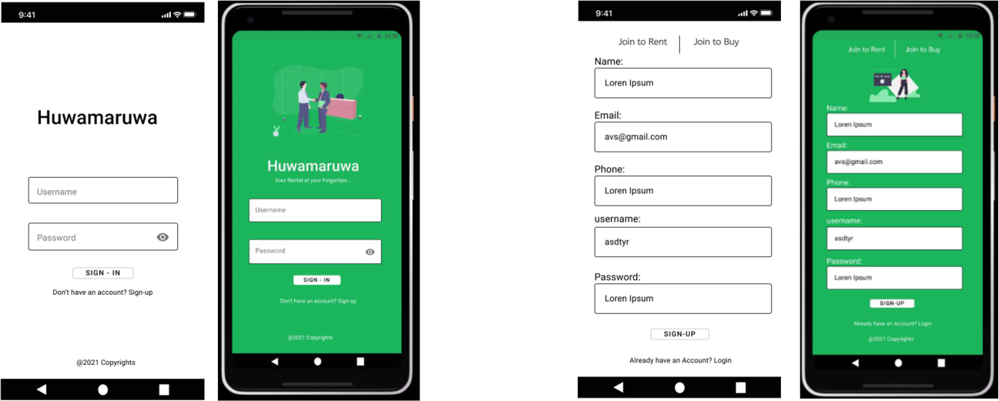 9:41
Huwamaruwa
Username
Password
SIGN - IN
Don't have an account? Sign-up
@2021 Copyrights
12:30
Huwamaruwa
Your Rental at your Fingertips....
Username
Password
SIGN - IN
Don't have an account? Sign-up
@2021 Copyrights
9:41
Join to Rent Join to Buy
Name:
Loren Ipsum
Email:
avs@gmail.com
Phone:
Loren Ipsum
username:
asdtyr
Password:
Loren Ipsum
SIGN-UP
Already have an Account? Login
12:30
Join to Rent Join to Buy
Name:
Loren Ipsum
Email:
avs@gmail.com
Phone:
Loren Ipsum
username:
asdtyr
Password:
Loren Ipsum
SIGN-UP
Already have an Account? Login
@2021 Copyrights